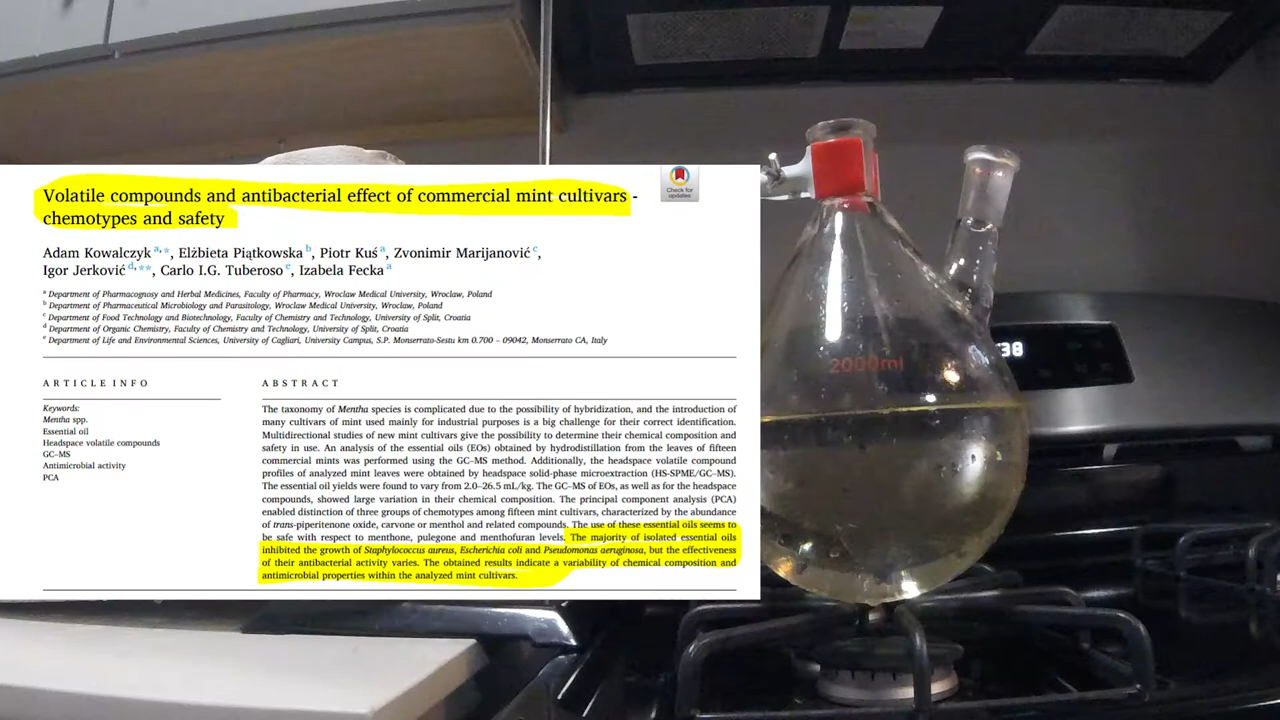 Volatile compounds and antibacterial effect of commercial mint cultivars -
chemotypes and safety
Check for
updates
Adam Kowalczyk a,*, Elżbieta Piątkowska b, Piotr Kuś a, Zvonimir Marijanović c,
Igor Jerković d,**, Carlo I.G. Tuberoso e, Izabela Fecka a
a Department of Pharmacognosy and Herbal Medicines, Faculty of Pharmacy, Wroclaw Medical University, Wroclaw, Poland
b Department of Pharmaceutical Microbiology and Parasitology, Wroclaw Medical University, Wroclaw, Poland
c Department of Food Technology and Biotechnology, Faculty of Chemistry and Technology, University of Split, Croatia
d Department of Organic Chemistry, Faculty of Chemistry and Technology, University of Split, Croatia
e Department of Life and Environmental Sciences, University of Cagliari, University Campus, S.P. Monserrato-Sestu km 0.700 – 09042, Monserrato CA, Italy
ARTICLE INFO
Keywords:
Mentha spp.
Essential oil
Headspace volatile compounds
GC–MS
Antimicrobial activity
PCA
ABSTRACT
The taxonomy of Mentha species is complicated due to the possibility of hybridization, and the introduction of
many cultivars of mint used mainly for industrial purposes is a big challenge for their correct identification.
Multidirectional studies of new mint cultivars give the possibility to determine their chemical composition and
safety in use. An analysis of the essential oils (EOs) obtained by hydrodistillation from the leaves of fifteen
commercial mints was performed using the GC–MS method. Additionally, the headspace volatile compound
profiles of analyzed mint leaves were obtained by headspace solid-phase microextraction (HS-SPME/GC–MS).
The essential oil yields were found to vary from 2.0–26.5 mL/kg. The GC–MS of EOs, as well as for the headspace
compounds, showed large variation in their chemical composition. The principal component analysis (PCA)
enabled distinction of three groups of chemotypes among fifteen mint cultivars, characterized by the abundance
of trans-piperitenone oxide, carvone or menthol and related compounds. The use of these essential oils seems to
be safe with respect to menthone, pulegone and menthofuran levels. The majority of isolated essential oils
inhibited the growth of Staphylococcus aureus, Escherichia coli and Pseudomonas aeruginosa, but the effectiveness
of their antibacterial activity varies. The obtained results indicate a variability of chemical composition and
antimicrobial properties within the analyzed mint cultivars.
2000ml
38